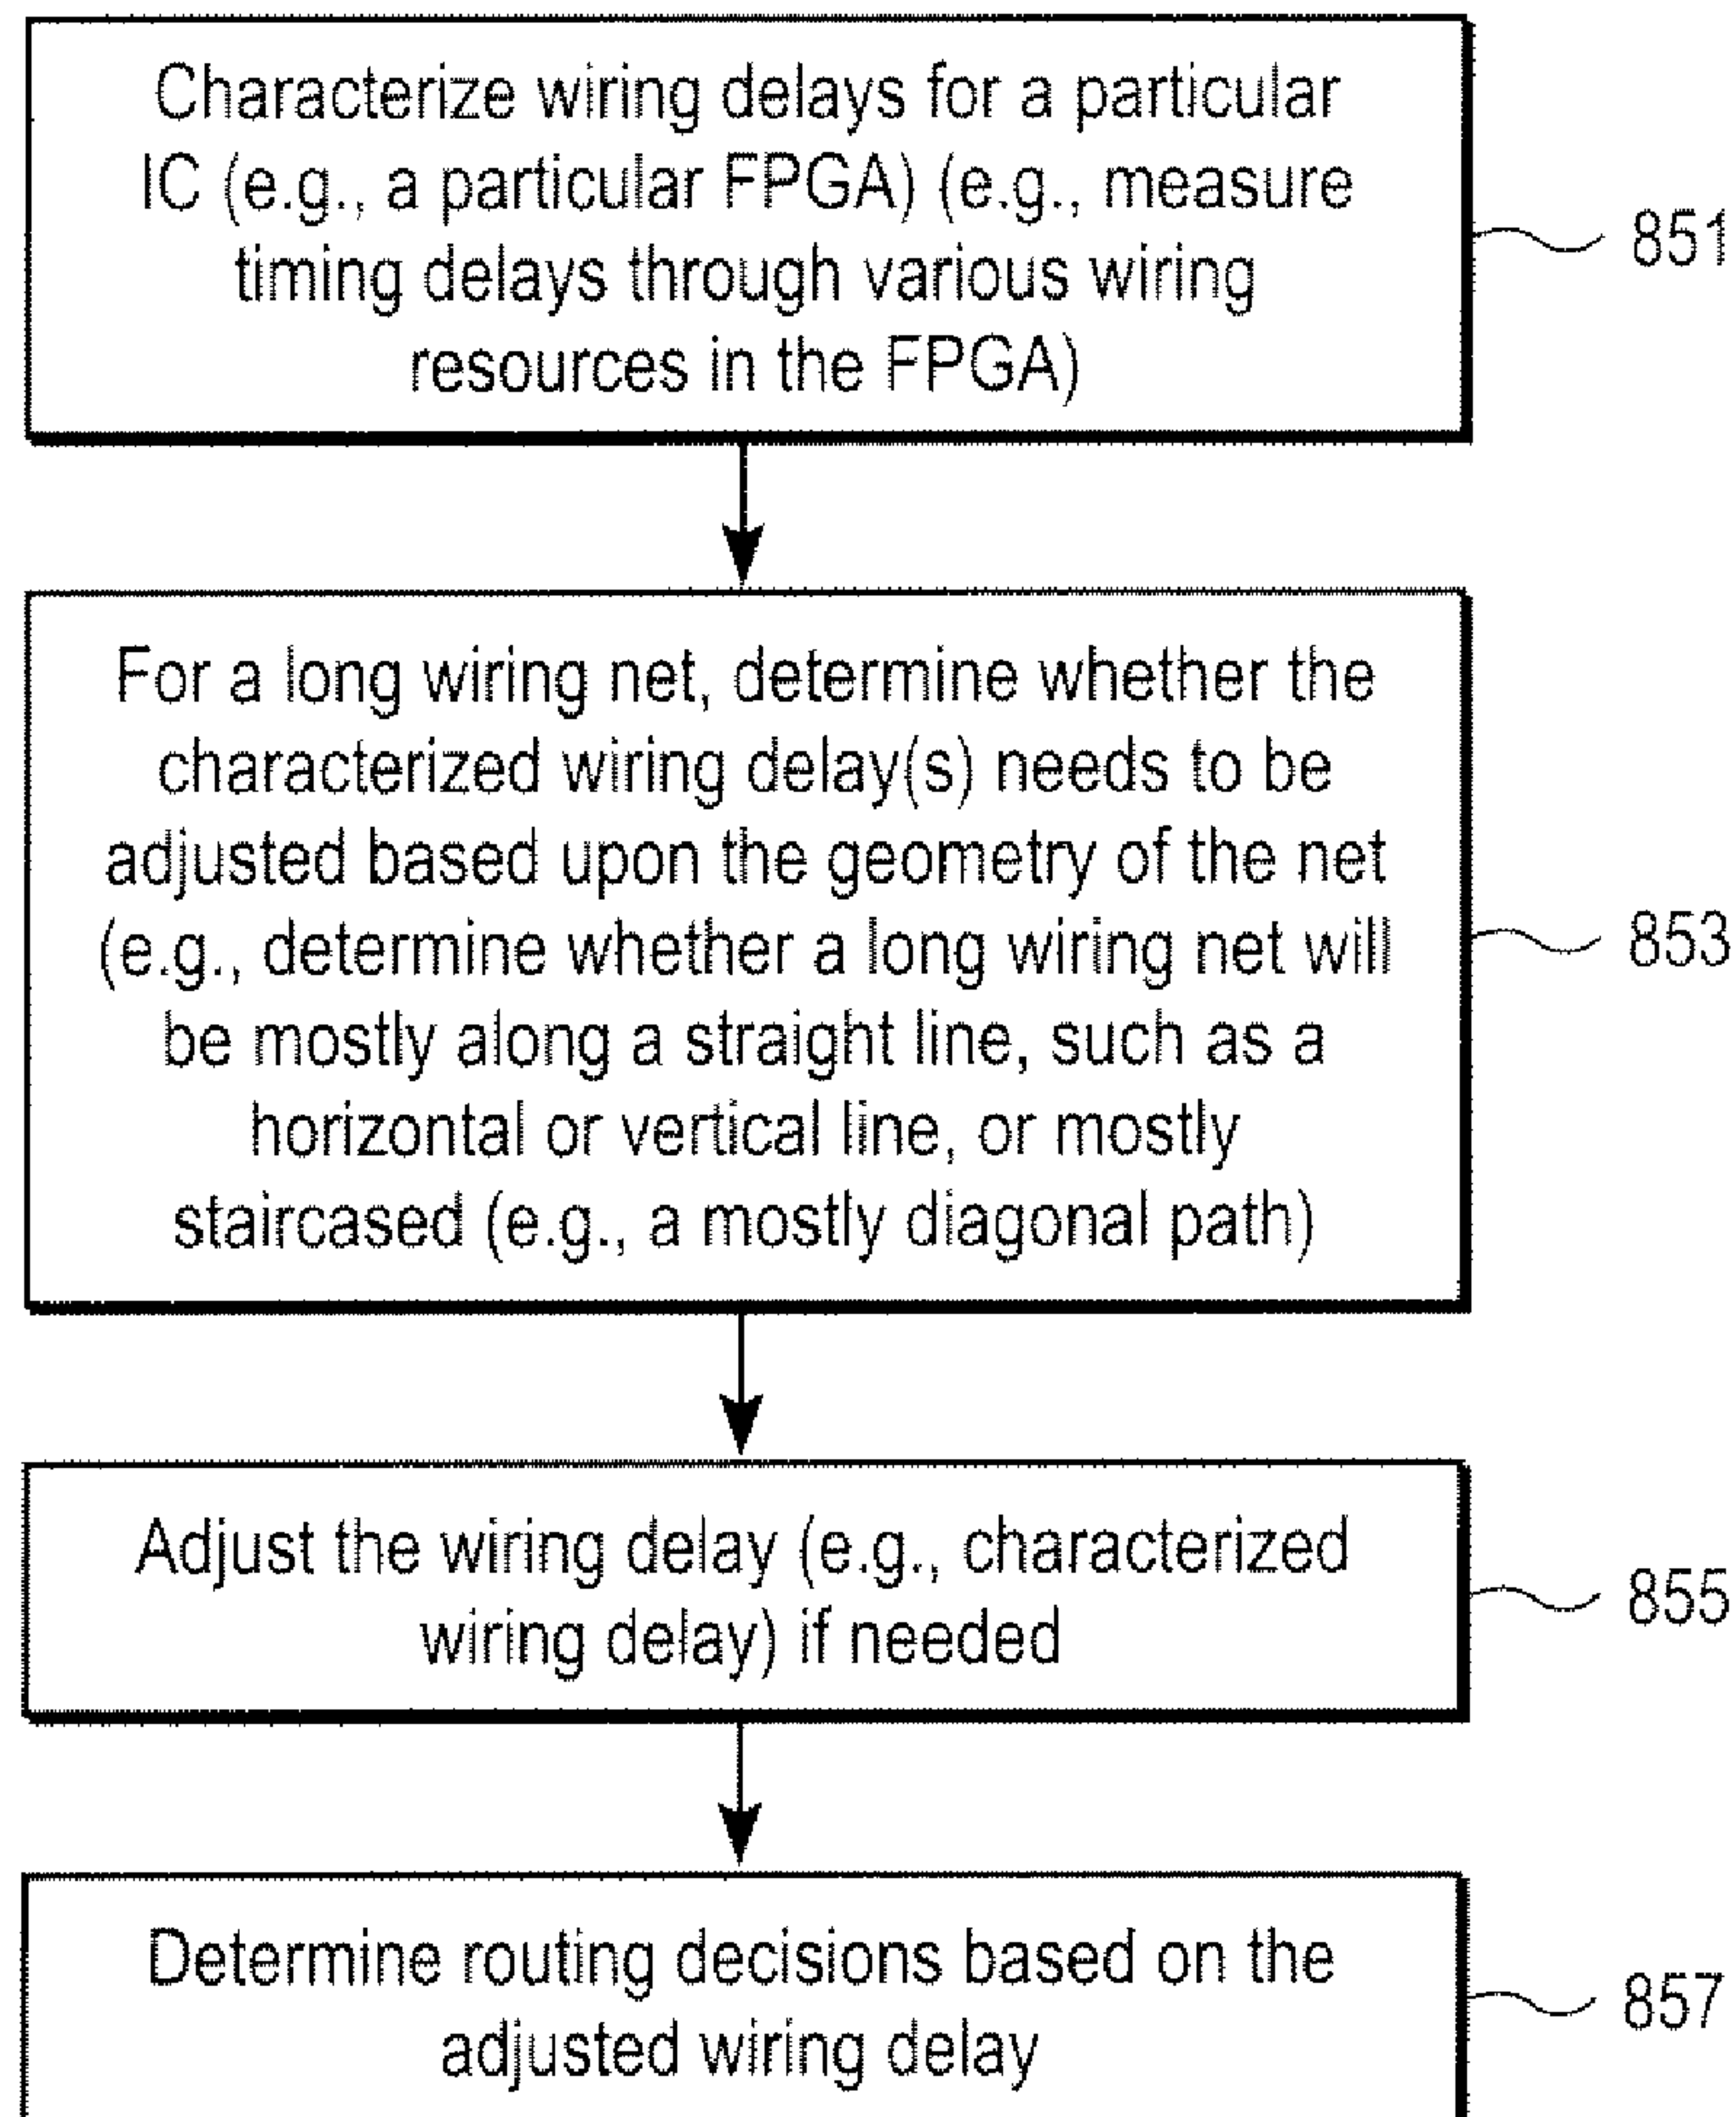 Characterize wiring delays for a particular
IC (e.g., a particular FPGA) (e.g., measure
timing delays through various wiring
resources in the FPGA)
851
For a long wiring net, determine whether the
characterized wiring delay(s) needs to be
adjusted based upon the geometry of the net
(e.g., determine whether a long wiring net will
be mostly along a straight line, such as a
horizontal or vertical line, or mostly
staircased (e.g., a mostly diagonal path)
853
Adjust the wiring delay (e.g., characterized
wiring delay) if needed
855
Determine routing decisions based on the
adjusted wiring delay
857